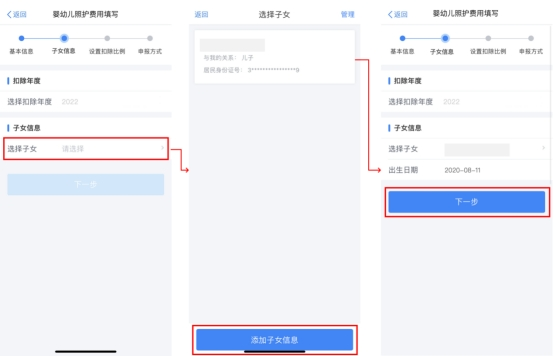 返回
婴幼儿照护费用填写
基本信息 子女信息 设置扣除比例 申报方式
扣除年度
选择扣除年度 2022
子女信息
选择子女 请选择
下一步
返回 选择子女 管理
与我的关系： 儿子
居民身份证号： 3****************9
添加子女信息
返回
婴幼儿照护费用填写
基本信息 子女信息 设置扣除比例 申报方式
扣除年度
选择扣除年度 2022
子女信息
选择子女
出生日期 2020-08-11
下一步